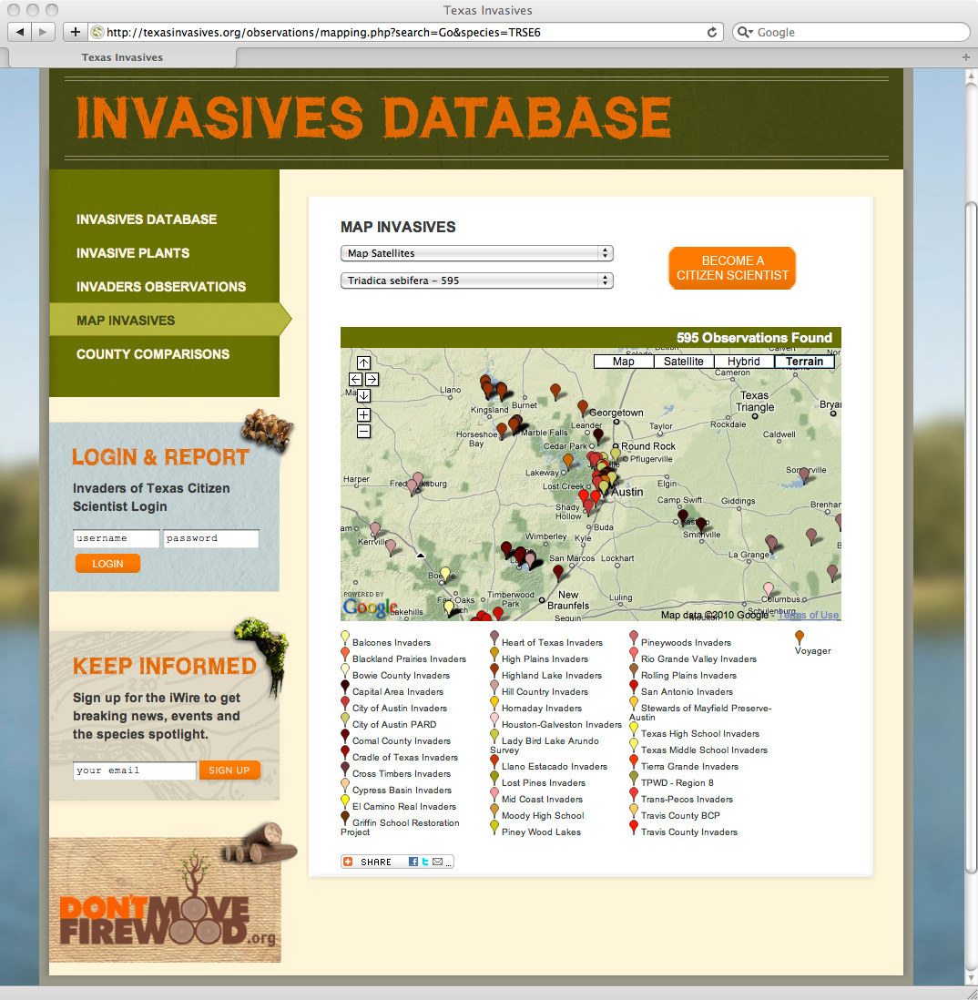 Texas Invasives
http://texasinvasives.org/observations/mapping.php?search=Go&species=TRSE6
Google
Texas Invasives
INVASIVES DATABASE
INVASIVES DATABASE
INVASIVE PLANTS
INVADERS OBSERVATIONS
MAP INVASIVES
COUNTY COMPARISONS
LOGIN & REPORT
Invaders of Texas Citizen
Scientist Login
username password
LOGIN
KEEP INFORMED
Sign up for the iWire to get
breaking news, events and
the species spotlight.
your email SIGN UP
DON'T MOVE
FIREWOOD.org
MAP INVASIVES
Map Satellites
Triadica sebifera – 595
BECOME A
CITIZEN SCIENTIST
595 Observations Found
Map Satellite Hybrid Terrain
Cameron
Llano
Texas
Triangle
Kingsland Burnet
Georgetown
Rockdale
Horseshoe
Bay
Marble Falls
Leander
Taylor
Caldwell
Cedar Park
Round Rock
Pflugerville
Lakeway
Harper
Elgin
Lost Creek
Austin
Camp Swift
Giddings
Shady
Hollow
Smithville
Buda
Kerrville
Wimberley
Kyle
La Grange
San Marcos
Lockhart
Timberwood
Park
New
Braunfels
Luling
Columbus
Fair Oaks
Schulenburg
Seguin
POWERED BY
Google
Map data ©2010 Google - Terms of Use
Balcones Invaders
Blackland Prairies Invaders
Bowie County Invaders
Capital Area Invaders
City of Austin Invaders
City of Austin PARD
Comal County Invaders
Cradle of Texas Invaders
Cross Timbers Invaders
Cypress Basin Invaders
El Camino Real Invaders
Griffin School Restoration
Project
Heart of Texas Invaders
High Plains Invaders
Highland Lake Invaders
Hill Country Invaders
Hornaday Invaders
Houston-Galveston Invaders
Lady Bird Lake Arundo
Survey
Llano Estacado Invaders
Lost Pines Invaders
Mid Coast Invaders
Moody High School
Piney Wood Lakes
Pineywoods Invaders
Rio Grande Valley Invaders
Rolling Plains Invaders
San Antonio Invaders
Stewards of Mayfield Preserve-
Austin
Texas High School Invaders
Texas Middle School Invaders
Tierra Grande Invaders
TPWD - Region 8
Trans-Pecos Invaders
Travis County BCP
Travis County Invaders
Voyager
SHARE ...